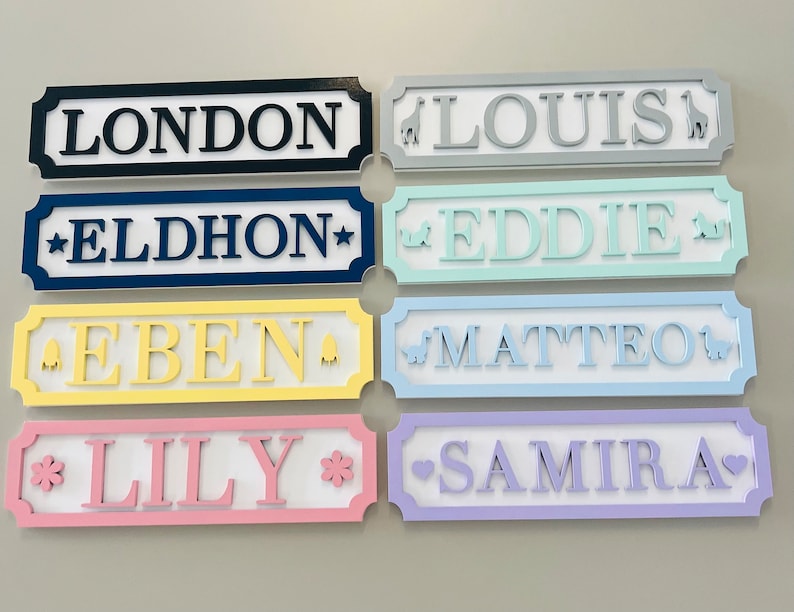 LONDON
LOUIS
ELDHON
EDDIE
EBEN
MATTEO
LILY
SAMIRA